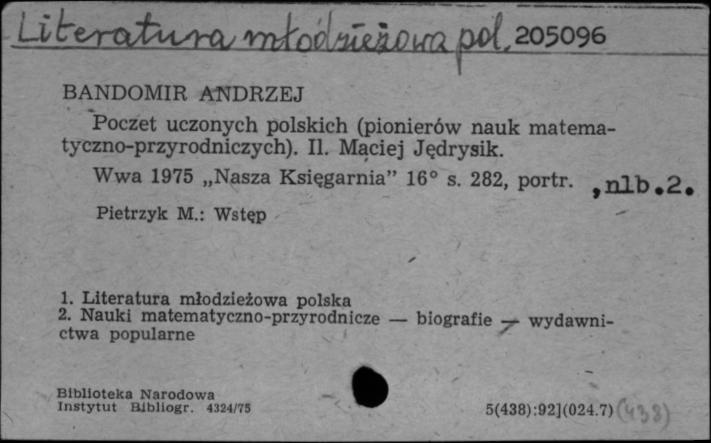 Literatura młodzieżowa pol. 205096
BANDOMIR ANDRZEJ
Poczet uczonych polskich (pionierów nauk matema-
tyczno-przyrodniczych). Il. Maciej Jędrysik.
Wwa 1975 „Nasza Księgarnia” 16° s. 282, portr. ,nlb.2.
Pietrzyk M.: Wstęp
1. Literatura młodzieżowa polska
2. Nauki matematyczno-przyrodnicze — biografie — wydawni-
ctwa popularne
Biblioteka Narodowa
Instytut Bibliogr. 4324/75
5(438):92](024.7) (438)